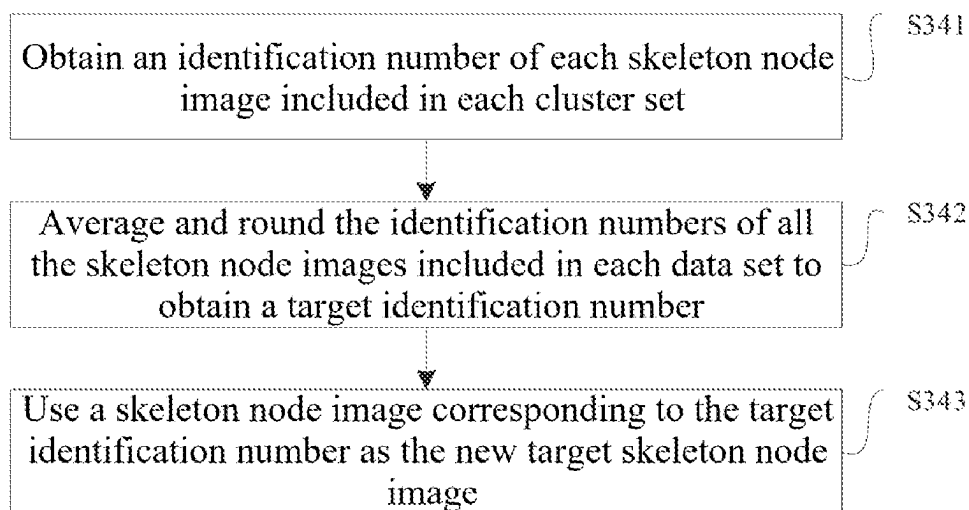 S341
Obtain an identification number of each skeleton node
image included in each cluster set
S342
Average and round the identification numbers of all
the skeleton node images included in each data set to
obtain a target identification number
S343
Use a skeleton node image corresponding to the target
identification number as the new target skeleton node
image